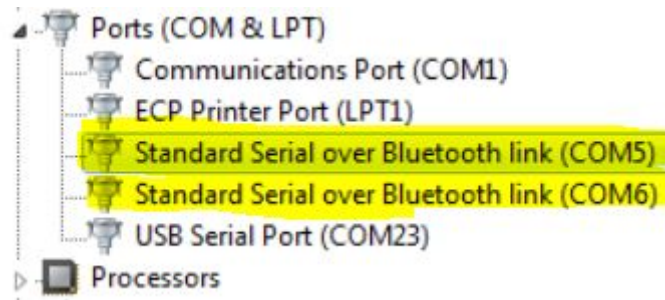 Ports (COM & LPT)
Communications Port (COM1)
ECP Printer Port (LPT1)
Standard Serial over Bluetooth link (COM5)
Standard Serial over Bluetooth link (COM6)
USB Serial Port (COM23)
Processors